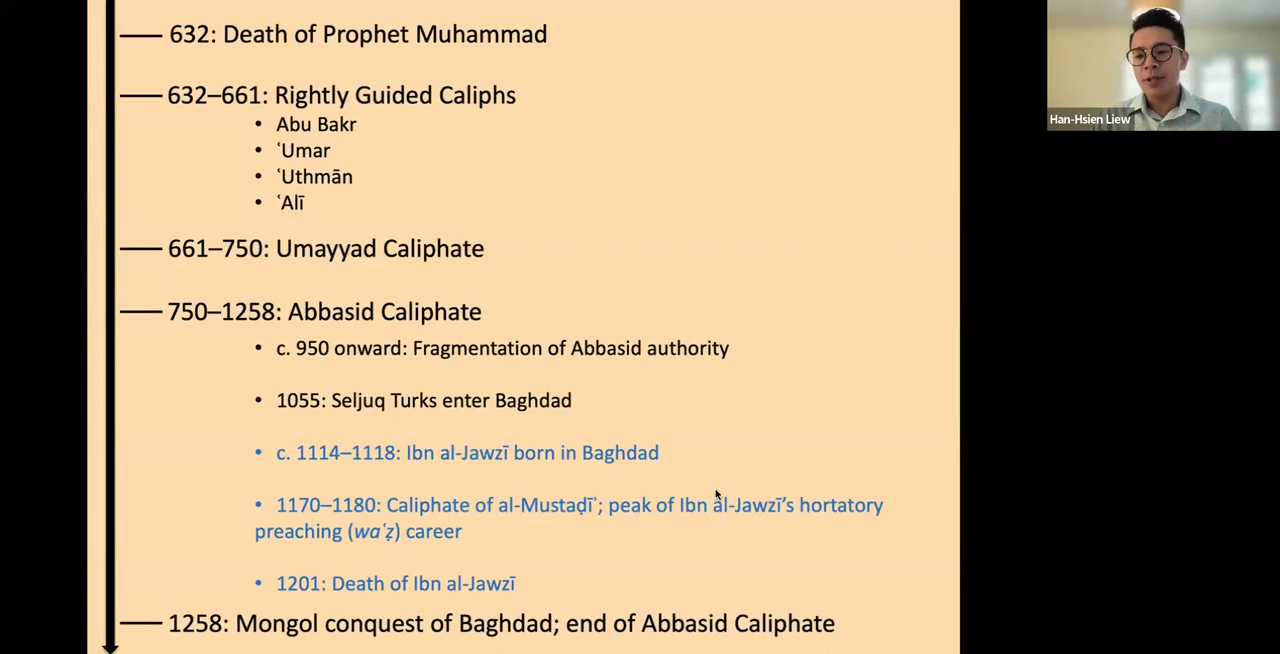 632: Death of Prophet Muhammad
632–661: Rightly Guided Caliphs
• Abu Bakr
• ʿUmar
• ʿUthmān
• ʿAlī
661–750: Umayyad Caliphate
750–1258: Abbasid Caliphate
• c. 950 onward: Fragmentation of Abbasid authority
• 1055: Seljuq Turks enter Baghdad
• c. 1114–1118: Ibn al-Jawzī born in Baghdad
• 1170–1180: Caliphate of al-Mustaḍīʾ; peak of Ibn al-Jawzī’s hortatory
preaching (waʿẓ) career
• 1201: Death of Ibn al-Jawzī
1258: Mongol conquest of Baghdad; end of Abbasid Caliphate
Han-Hsien Liew